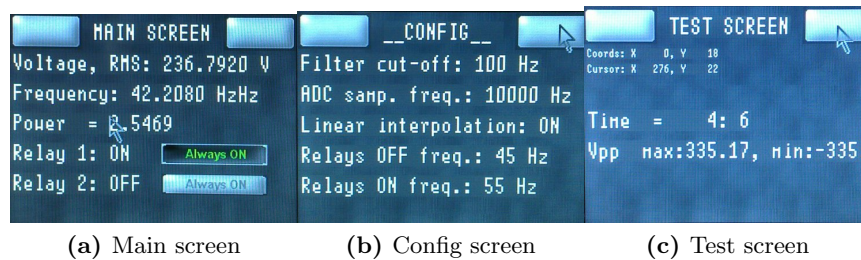 MAIN SCREEN
Voltage, RMS: 236.7920 V
Frequency: 42.2080 HzHz
Power = .5469
Relay 1: ON Always ON
Relay 2: OFF Always ON
(a) Main screen
__CONFIG__
Filter cut-off: 100 Hz
ADC samp. freq.: 10000 Hz
Linear interpolation: ON
Relays OFF freq.: 45 Hz
Relays ON freq.: 55 Hz
(b) Config screen
TEST SCREEN
Coords: X 0, Y 18
Cursor: X 276, Y 22
Time = 4: 6
Vpp max:335.17, min:-335
(c) Test screen